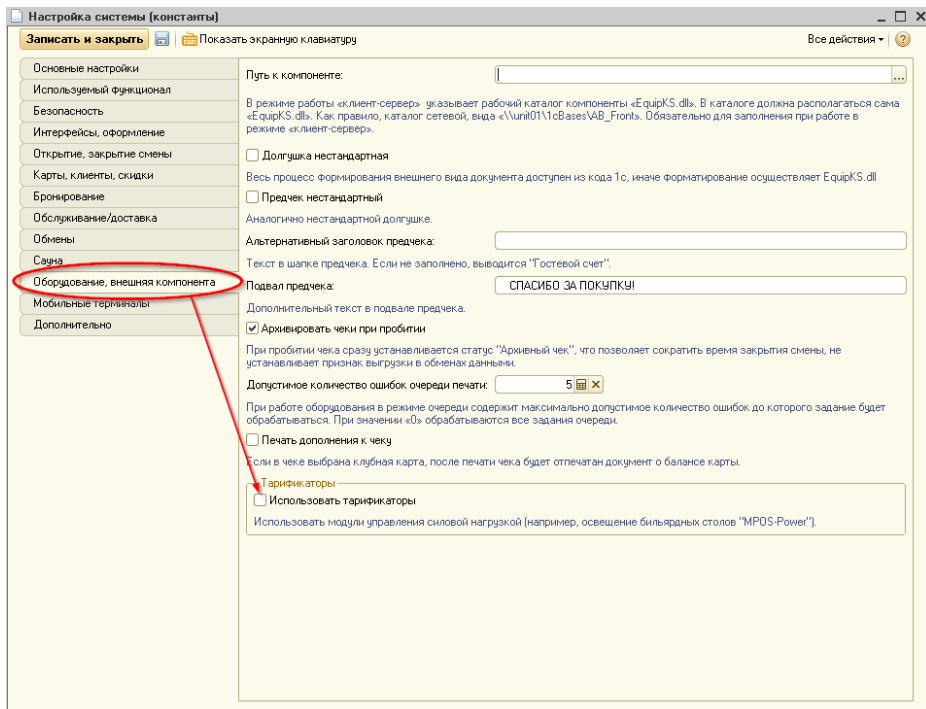 Настройка системы (константы)
Записать и закрыть Показать экранную клавиатуру Все действия
Основные настройки
Используемый функционал
Безопасность
Интерфейсы, оформление
Открытие, закрытие смены
Карты, клиенты, скидки
Бронирование
Обслуживание/доставка
Обмены
Сауна
Оборудование, внешняя компонента
Мобильные терминалы
Дополнительно
Путь к компоненте: ...
В режиме работы «клиент-сервер» указывает рабочий каталог компоненты «EquipKS.dll». В каталоге должна располагаться сама
«EquipKS.dll». Как правило, каталог сетевой, вида «\\unit01\1cBases\AB_Front». Обязательно для заполнения при работе в
режиме «клиент-сервер».
Долгушка нестандартная
Весь процесс формирования внешнего вида документа доступен из кода 1с, иначе форматирование осуществляет EquipKS.dll
Предчек нестандартный
Аналогично нестандартной долгушке.
Альтернативный заголовок предчека:
Текст в шапке предчека. Если не заполнено, выводится "Гостевой счет".
Подвал предчека: СПАСИБО ЗА ПОКУПКУ!
Дополнительный текст в подвале предчека.
Архивировать чеки при пробитии
При пробитии чека сразу устанавливается статус "Архивный чек", что позволяет сократить время закрытия смены, не
устанавливает признак выгрузки в обменах данными.
Допустимое количество ошибок очереди печати: 5
При работе оборудования в режиме очереди содержит максимально допустимое количество ошибок до которого задание будет
обрабатываться. При значении «0» обрабатываются все задания очереди.
Печать дополнения к чеку
Если в чеке выбрана клубная карта, после печати чека будет отпечатан документ о балансе карты.
Тарификаторы
Использовать тарификаторы
Использовать модули управления силовой нагрузкой (например, освещение бильярдных столов "MPOS-Power").